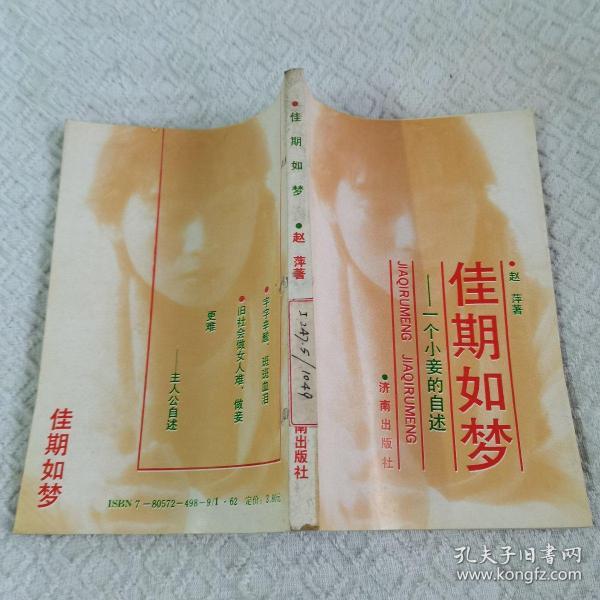 佳期如梦
——一个小妾的自述
JIAQIRUMENG JIAQIRUMENG
●赵 萍著
●济南出版社
●佳期如梦
●赵 萍著
I247.5/1049
南出版社
●字字辛酸，斑斑血泪
●旧社会做女人难，做妾
更难
——主人公自述
佳期如梦
ISBN 7-80572-498-9/I·62 定价：3.80元
孔夫子旧书网
www.kongfz.com